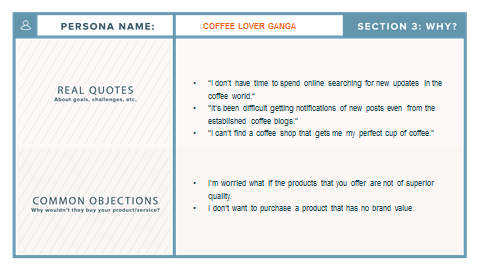 PERSONA NAME:
COFFEE LOVER GANGA
SECTION 3: WHY?
REAL QUOTES
About goals, challenges, etc.
• "I don't have time to spend online searching for new updates in the
coffee world."
• "It's been difficult getting notifications of new posts even from the
established coffee blogs."
• "I can't find a coffee shop that gets me my perfect cup of coffee."
COMMON OBJECTIONS
Why wouldn't they buy your product/service?
• I'm worried what if the products that you offer are not of superior
quality.
• I don't want to purchase a product that has no brand value.